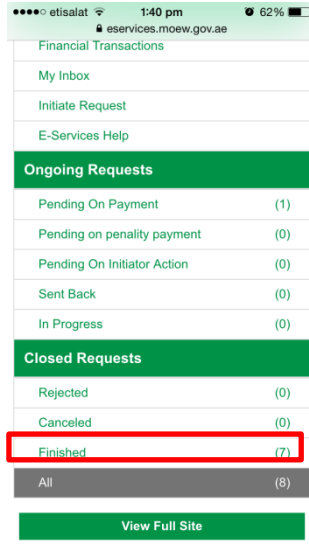 etisalat 1:40 pm 62%
eservices.moew.gov.ae
Financial Transactions
My Inbox
Initiate Request
E-Services Help
Ongoing Requests
Pending On Payment (1)
Pending on penality payment (0)
Pending On Initiator Action (0)
Sent Back (0)
In Progress (0)
Closed Requests
Rejected (0)
Canceled (0)
Finished (7)
All (8)
View Full Site